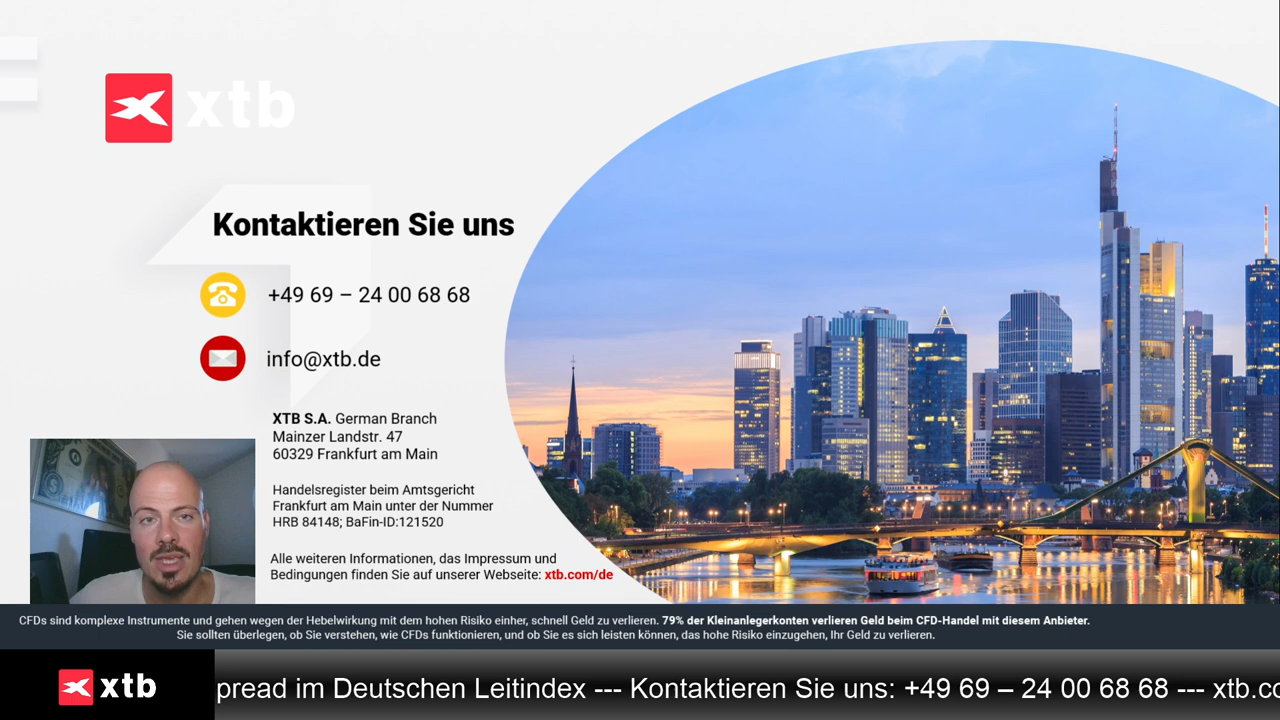 xtb
Kontaktieren Sie uns
+49 69 – 24 00 68 68
info@xtb.de
XTB S.A. German Branch
Mainzer Landstr. 47
60329 Frankfurt am Main
Handelsregister beim Amtsgericht
Frankfurt am Main unter der Nummer
HRB 84148; BaFin-ID:121520
Alle weiteren Informationen, das Impressum und
Bedingungen finden Sie auf unserer Webseite: xtb.com/de
CFDs sind komplexe Instrumente und gehen wegen der Hebelwirkung mit dem hohen Risiko einher, schnell Geld zu verlieren. 79% der Kleinanlegerkonten verlieren Geld beim CFD-Handel mit diesem Anbieter.
Sie sollten überlegen, ob Sie verstehen, wie CFDs funktionieren, und ob Sie es sich leisten können, das hohe Risiko einzugehen, Ihr Geld zu verlieren.
xtb
pread im Deutschen Leitindex --- Kontaktieren Sie uns: +49 69 – 24 00 68 68 --- xtb.co